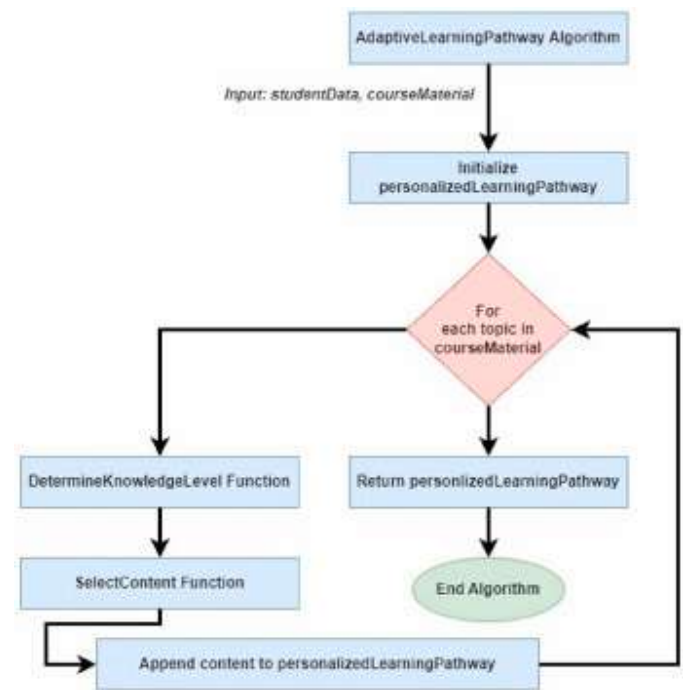 AdaptiveLearningPathway Algorithm
Input: studentData, courseMaterial
Initialize
personalizedLearningPathway
For
each topic in
courseMaterial
DetermineKnowledgeLevel Function
Return personlizedLearningPathway
SelectContent Function
End Algorithm
Append content to personalizedLearningPathway